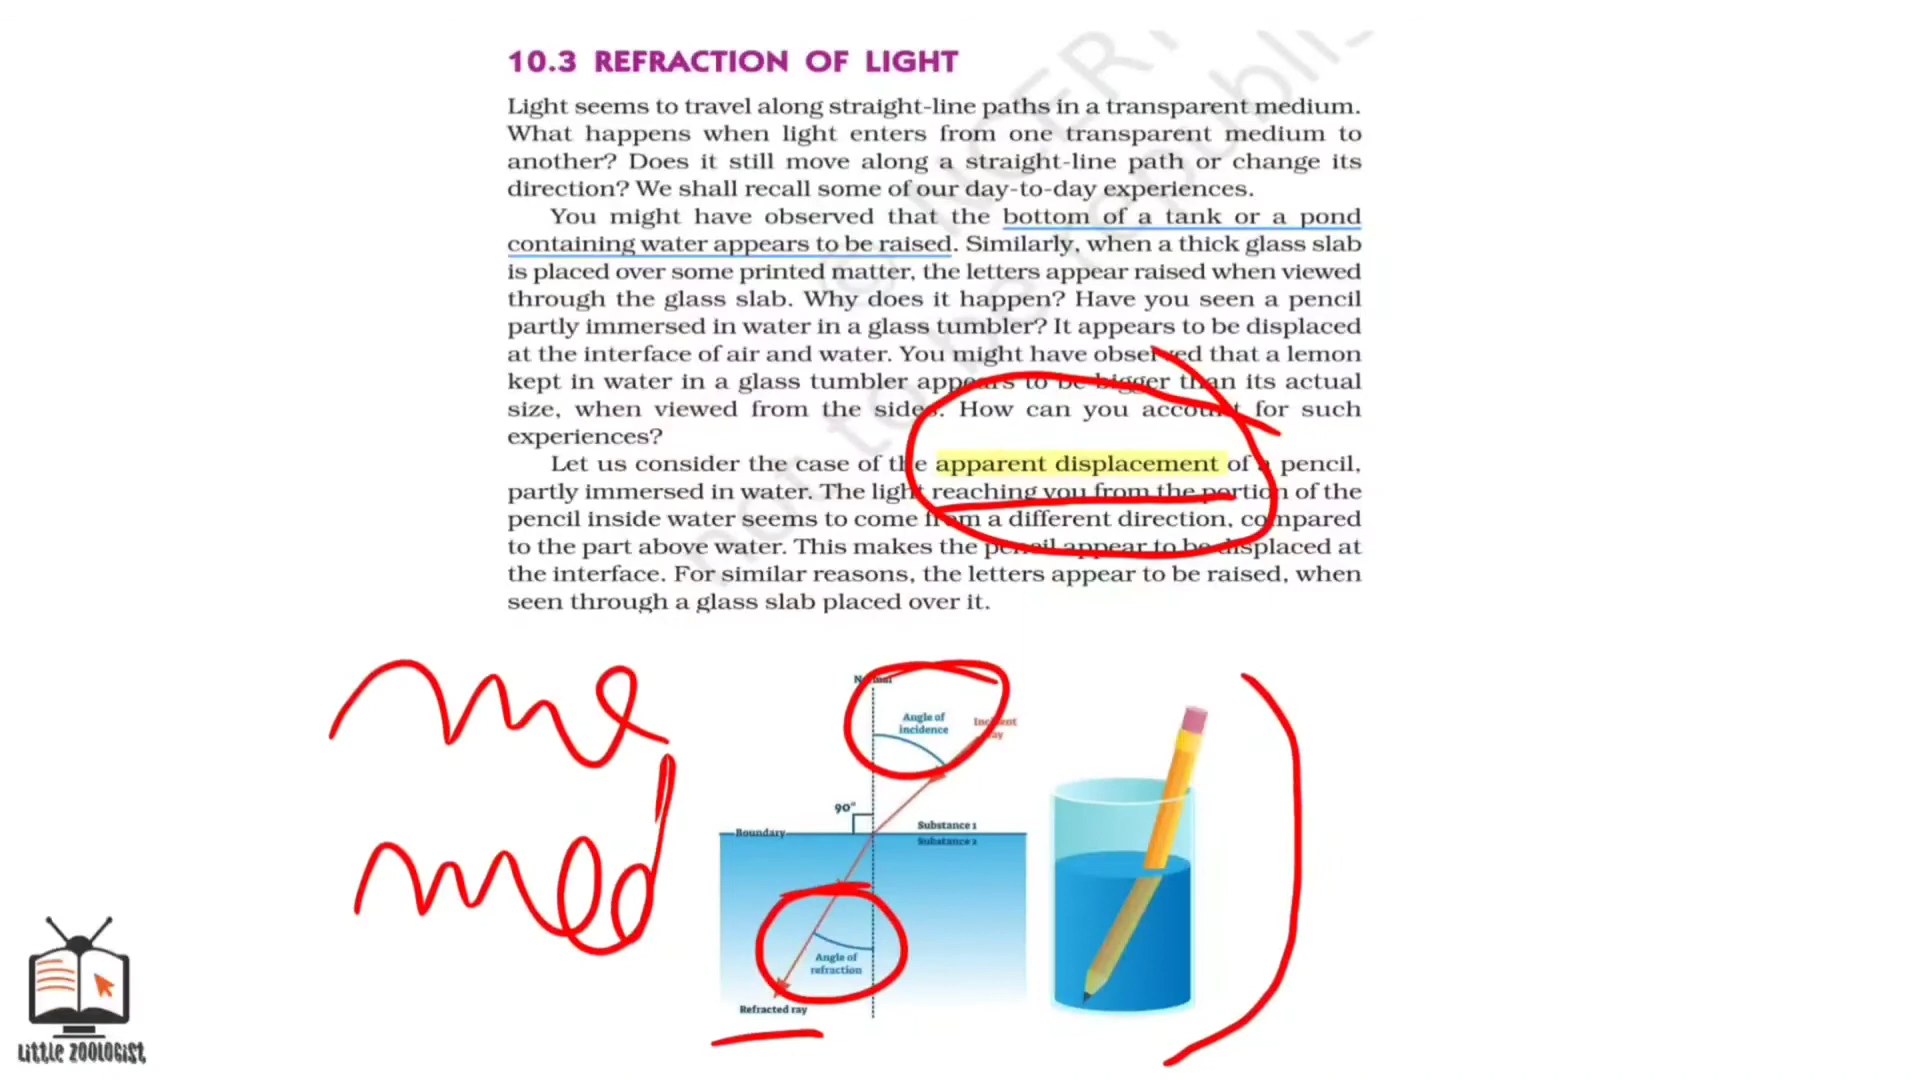 10.3 REFRACTION OF LIGHT
Light seems to travel along straight-line paths in a transparent medium.
What happens when light enters from one transparent medium to
another? Does it still move along a straight-line path or change its
direction? We shall recall some of our day-to-day experiences.
You might have observed that the bottom of a tank or a pond
containing water appears to be raised. Similarly, when a thick glass slab
is placed over some printed matter, the letters appear raised when viewed
through the glass slab. Why does it happen? Have you seen a pencil
partly immersed in water in a glass tumbler? It appears to be displaced
at the interface of air and water. You might have observed that a lemon
kept in water in a glass tumbler appears to be bigger than its actual
size, when viewed from the sides. How can you account for such
experiences?
Let us consider the case of the apparent displacement of a pencil,
partly immersed in water. The light reaching you from the portion of the
pencil inside water seems to come from a different direction, compared
to the part above water. This makes the pencil appear to be displaced at
the interface. For similar reasons, the letters appear to be raised, when
seen through a glass slab placed over it.
© NCERT
not to be republis
me
med
Normal
Angle of
incidence
Incident
ray
90°
Boundary
Substance 1
Substance 2
Angle of
refraction
Refracted ray
LittLE ZOOLOGist